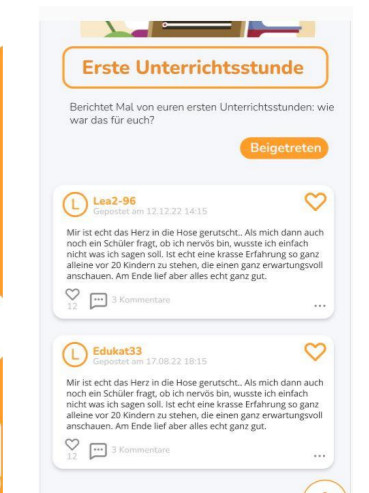 Erste Unterrichtsstunde
Berichtet Mal von euren ersten Unterrichtsstunden: wie
war das für euch?
Beigetreten
L
Lea2-96
Gepostet am 12.12.22 14:15
Mir ist echt das Herz in die Hose gerutscht.. Als mich dann auch
noch ein Schüler fragt, ob ich nervös bin, wusste ich einfach
nicht was ich sagen soll. Ist echt eine krasse Erfahrung so ganz
alleine vor 20 Kindern zu stehen, die einen ganz erwartungsvoll
anschauen. Am Ende lief aber alles echt ganz gut.
12
3 Kommentare
L
Edukat33
Gepostet am 17.08.22 18:15
Mir ist echt das Herz in die Hose gerutscht.. Als mich dann auch
noch ein Schüler fragt, ob ich nervös bin, wusste ich einfach
nicht was ich sagen soll. Ist echt eine krasse Erfahrung so ganz
alleine vor 20 Kindern zu stehen, die einen ganz erwartungsvoll
anschauen. Am Ende lief aber alles echt ganz gut.
12
3 Kommentare